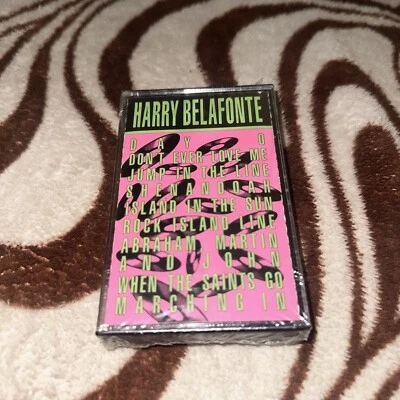 HARRY BELAFONTE
DAY O
DON'T EVER LOVE ME
JUMP IN THE LINE
SHENANDOAH
ISLAND IN THE SUN
ROCK ISLAND LINE
ABRAHAM MARTIN
AND JOHN
WHEN THE SAINTS GO
MARCHING IN